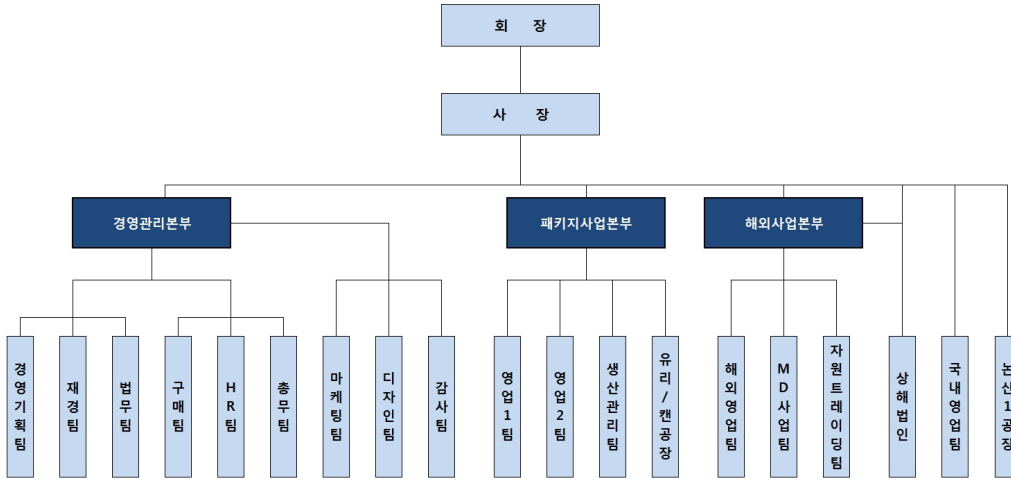 회 장
사 장
경영관리본부
패키지사업본부
해외사업본부
경영기획팀
재경팀
법무팀
구매팀
HR팀
총무팀
마케팅팀
디자인팀
감사팀
영업1팀
영업2팀
생산관리팀
유리/캔공장
해외영업팀
MD사업팀
자원트레이딩팀
상해법인
국내영업팀
논산1공장